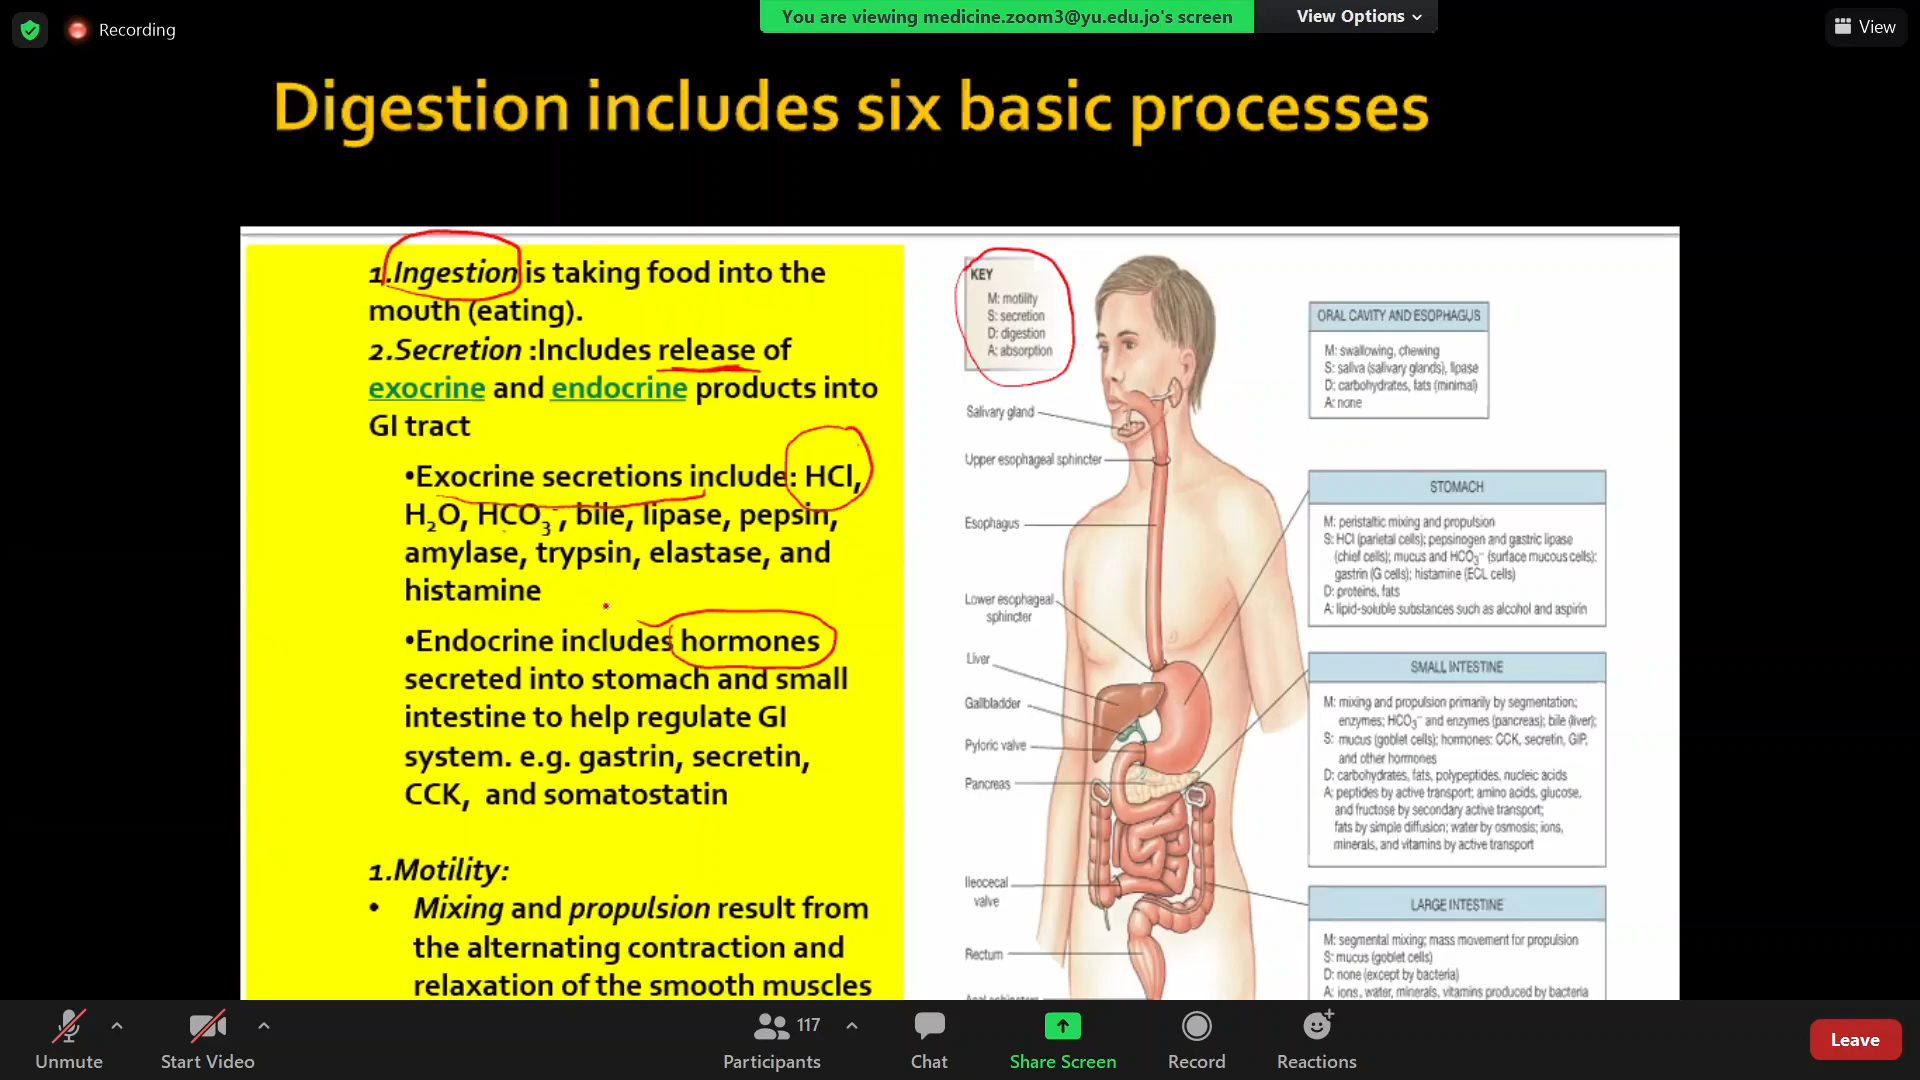 Recording
You are viewing medicine.zoom3@yu.edu.jo's screen
View Options
View
Digestion includes six basic processes
1.Ingestion is taking food into the
mouth (eating).
2.Secretion :Includes release of
exocrine and endocrine products into
GI tract
•Exocrine secretions include: HCl,
H₂O, HCO₃⁻, bile, lipase, pepsin,
amylase, trypsin, elastase, and
histamine
•Endocrine includes hormones
secreted into stomach and small
intestine to help regulate GI
system. e.g. gastrin, secretin,
CCK, and somatostatin
1.Motility:
• Mixing and propulsion result from
the alternating contraction and
relaxation of the smooth muscles
KEY
M: motility
S: secretion
D: digestion
A: absorption
Salivary gland
Upper esophageal sphincter
Esophagus
Lower esophageal
sphincter
Liver
Gallbladder
Pyloric valve
Pancreas
Ileocecal
valve
Rectum
ORAL CAVITY AND ESOPHAGUS
M: swallowing, chewing
S: saliva (salivary glands), lipase
D: carbohydrates, fats (minimal)
A: none
STOMACH
M: peristaltic mixing and propulsion
S: HCl (parietal cells); pepsinogen and gastric lipase
(chief cells); mucus and HCO₃⁻ (surface mucous cells);
gastrin (G cells); histamine (ECL cells)
D: proteins, fats
A: lipid-soluble substances such as alcohol and aspirin
SMALL INTESTINE
M: mixing and propulsion primarily by segmentation;
enzymes; HCO₃⁻ and enzymes (pancreas); bile (liver);
S: mucus (goblet cells); hormones: CCK, secretin, GIP,
and other hormones
D: carbohydrates, fats, polypeptides, nucleic acids
A: peptides by active transport; amino acids, glucose,
and fructose by secondary active transport;
fats by simple diffusion; water by osmosis; ions,
minerals, and vitamins by active transport
LARGE INTESTINE
M: segmental mixing; mass movement for propulsion
S: mucus (goblet cells)
D: none (except by bacteria)
A: ions, water, minerals, vitamins produced by bacteria
Unmute
Start Video
117
Participants
Chat
Share Screen
Record
Reactions
Leave